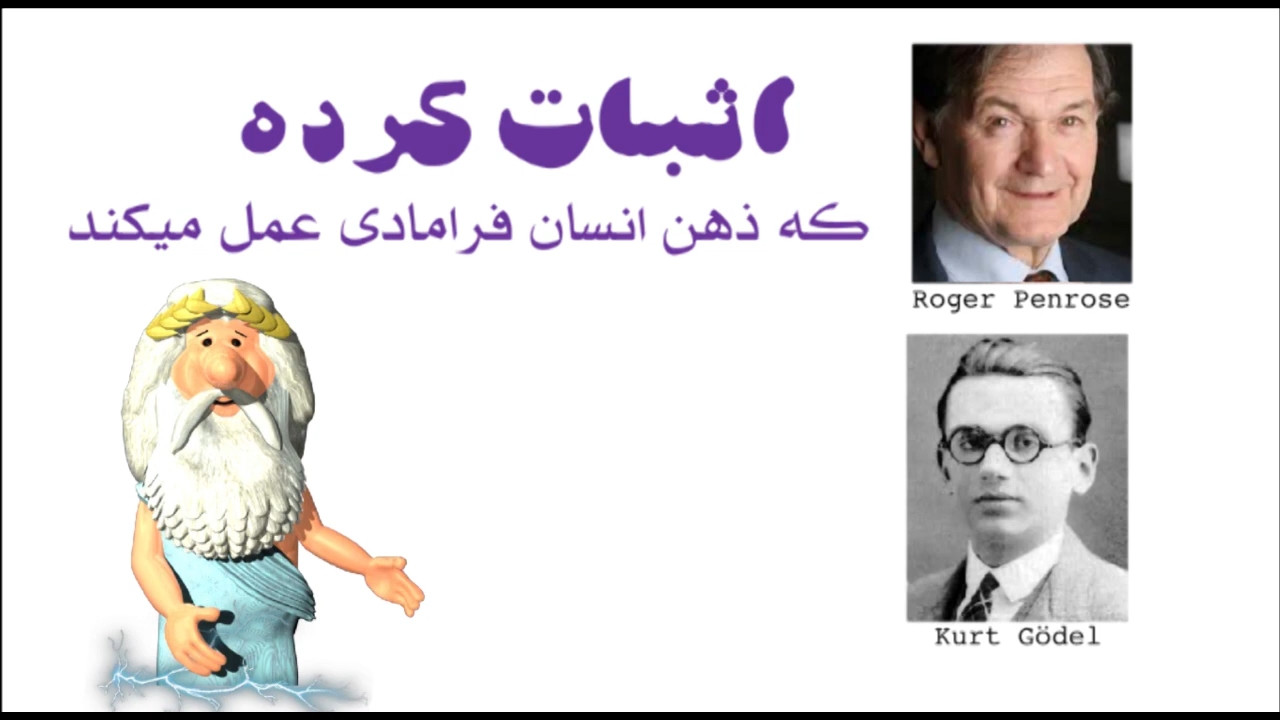 اثبات کرده
که ذهن انسان فرامادی عمل میکند
Roger Penrose
Kurt Gödel